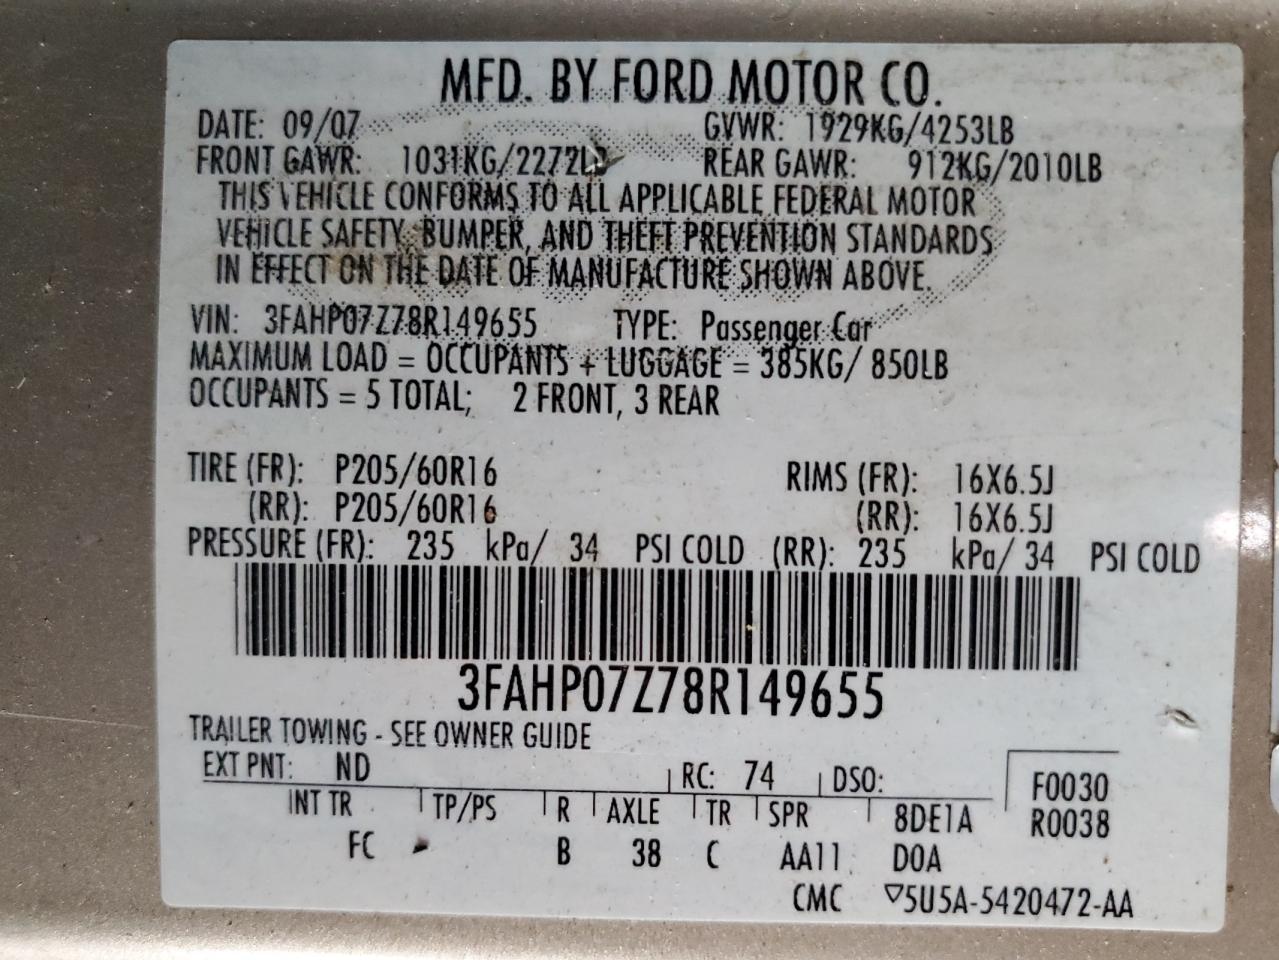 MFD. BY FORD MOTOR CO.
DATE: 09/07 GVWR: 1929KG/4253LB
FRONT GAWR: 1031KG/2272LB REAR GAWR: 912KG/2010LB
THIS VEHICLE CONFORMS TO ALL APPLICABLE FEDERAL MOTOR
VEHICLE SAFETY, BUMPER, AND THEFT PREVENTION STANDARDS
IN EFFECT ON THE DATE OF MANUFACTURE SHOWN ABOVE.
VIN: 3FAHP07Z78R149655 TYPE: Passenger Car
MAXIMUM LOAD = OCCUPANTS + LUGGAGE = 385KG/ 850LB
OCCUPANTS = 5 TOTAL; 2 FRONT, 3 REAR
TIRE (FR): P205/60R16 RIMS (FR): 16X6.5J
(RR): P205/60R16 (RR): 16X6.5J
PRESSURE (FR): 235 kPa/ 34 PSI COLD (RR): 235 kPa/ 34 PSI COLD
3FAHP07Z78R149655
TRAILER TOWING - SEE OWNER GUIDE
EXT PNT: ND RC: 74 DSO: F0030
INT TR TP/PS R AXLE TR SPR 8DE1A R0038
FC B 38 C AA11 D0A
CMC ▽5U5A-5420472-AA